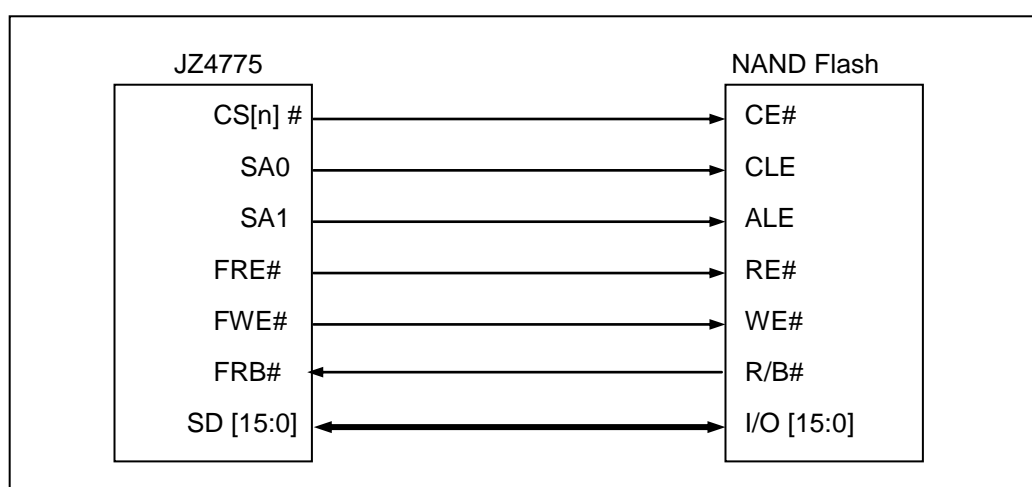 JZ4775 NAND Flash
CS[n] # CE#
SA0 CLE
SA1 ALE
FRE# RE#
FWE# WE#
FRB# R/B#
SD [15:0] I/O [15:0]